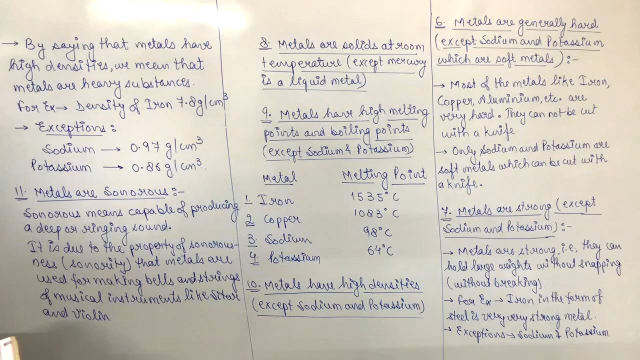 → By saying that metals have
high densities, we mean that
metals are heavy substances.
For Ex → Density of Iron 7.8 g/cm³
→ Exceptions:
Sodium → 0.97 g/cm³
Potassium → 0.86 g/cm³
11. Metals are Sonorous:-
Sonorous means capable of producing
a deep or ringing sound.
It is due to the property of sonorou-
ness (sonority) that metals are
used for making bells and strings
of musical instruments like Sitar
and Violin
8. Metals are solids at room
temperature (except mercury
is a liquid metal)
9. Metals have high melting
points and boiling points
(except Sodium & Potassium)
Metal Melting Point
1. Iron 1535°C
2. Copper 1083°C
3. Sodium 98°C
4. Potassium 64°C
10. Metals have high densities
(except Sodium and Potassium)
6. Metals are generally hard
(except Sodium and Potassium
which are soft metals):-
→ Most of the metals like Iron,
Copper, Aluminium, etc. are
very hard. They can not be cut
with a knife
→ Only Sodium and Potassium are
soft metals which can be cut with
a knife.
7. Metals are strong (except
Sodium and Potassium):-
→ Metals are strong i.e, they can
hold large weights without snapping
(without breaking)
→ For Ex → Iron in the form of
steel is very very strong metal.
→ Exceptions → Sodium & Potassium